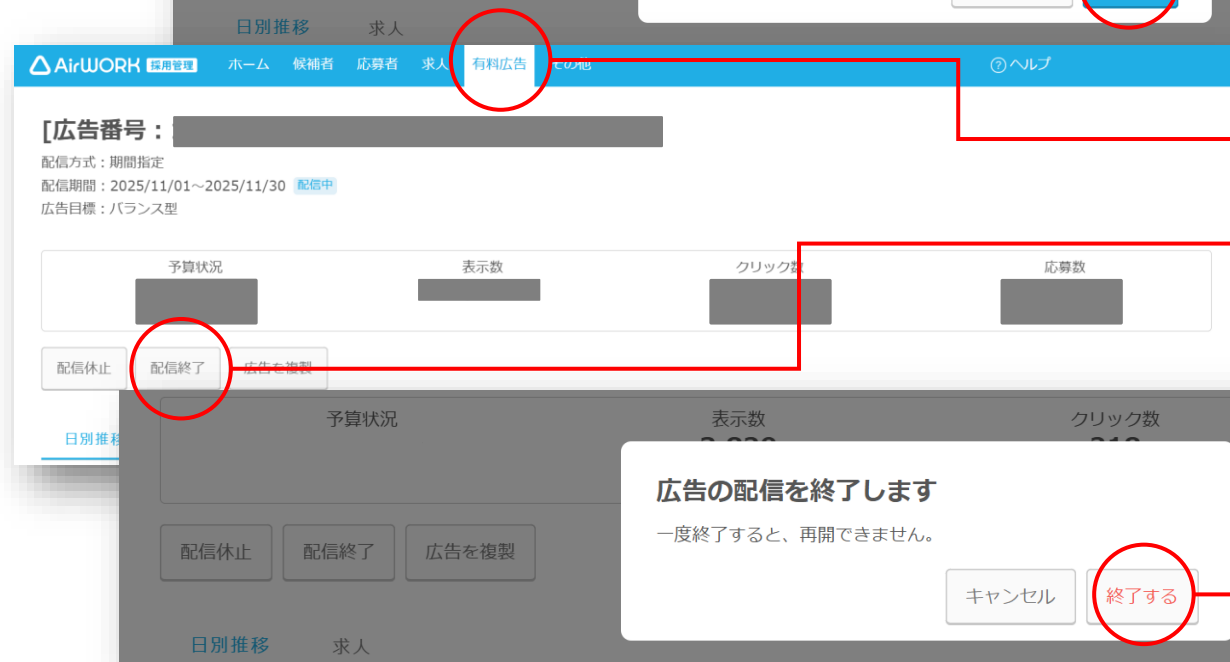 日別推移 求人
AirWORK 採用管理 ホーム 候補者 応募者 求人 有料広告 その他 ヘルプ
[広告番号：
配信方式：期間指定
配信期間：2025/11/01～2025/11/30 配信中
広告目標：バランス型
予算状況 表示数 クリック数 応募数
配信休止 配信終了 広告を複製
日別推移
予算状況 表示数 クリック数
広告の配信を終了します
一度終了すると、再開できません。
配信休止 配信終了 広告を複製
キャンセル 終了する
日別推移 求人